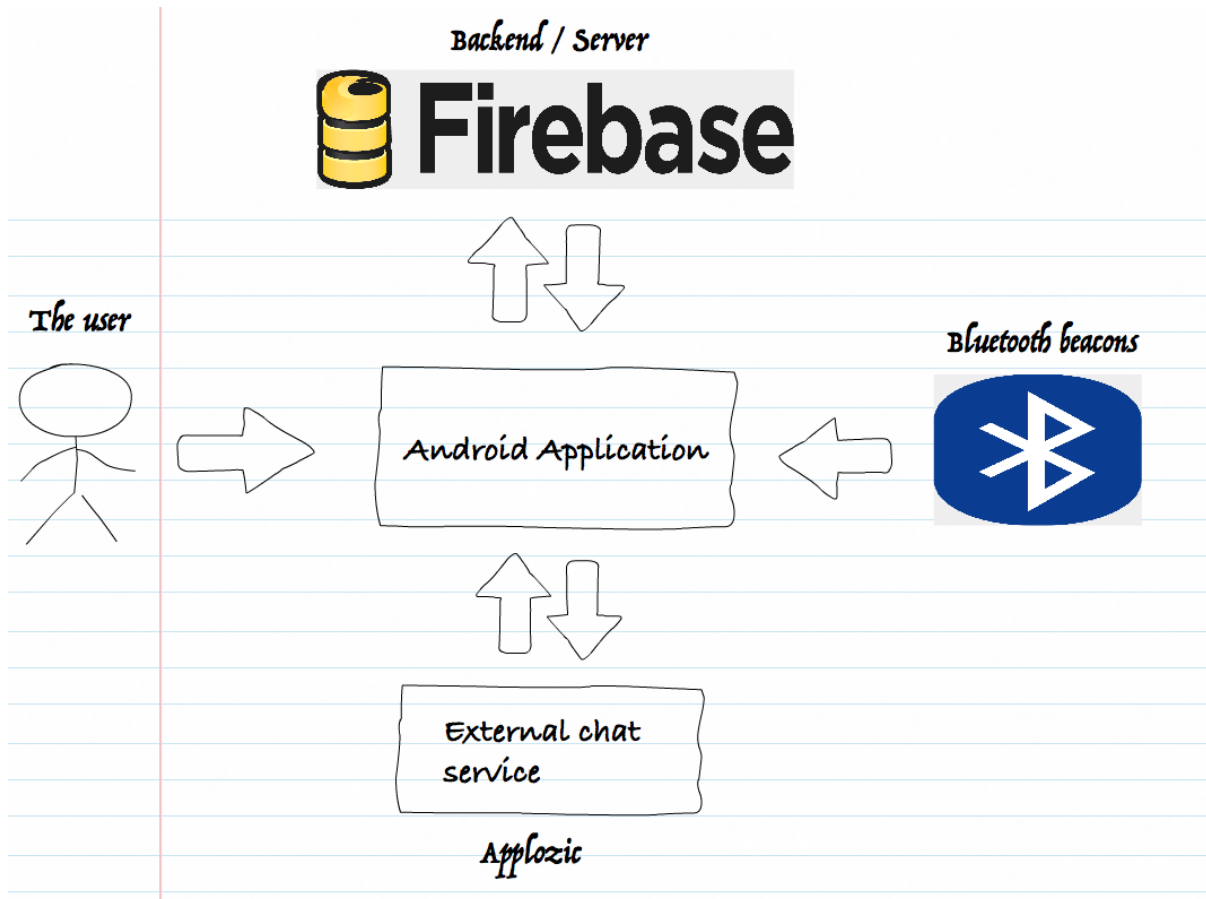 Backend / Server
Firebase
The user
Bluetooth beacons
Android Application
External chat
service
Applozic